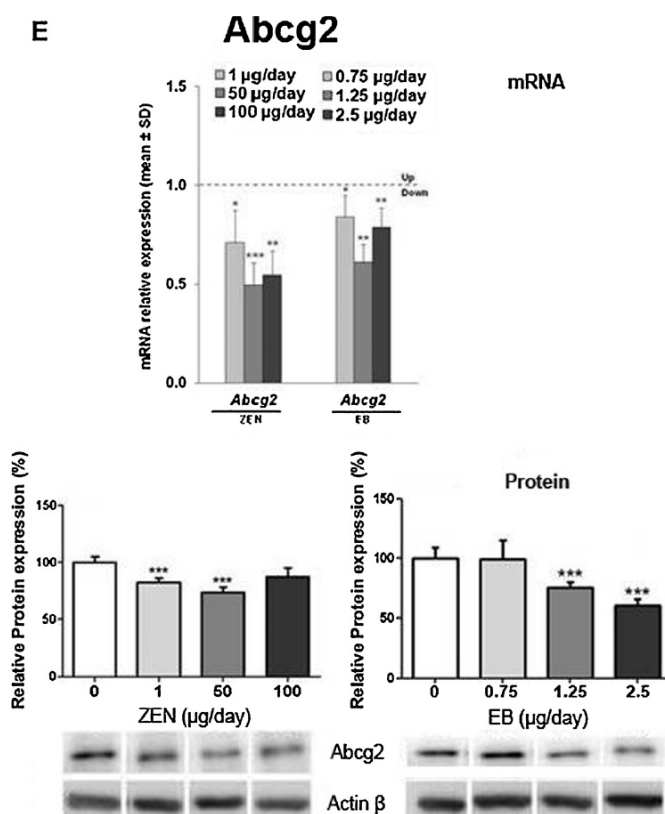 E
Abcg2
1 µg/day 0.75 µg/day
50 µg/day 1.25 µg/day
100 µg/day 2.5 µg/day
mRNA
mRNA relative expression (mean ± SD)
1.5
1.0
0.5
0.0
Up
Down
* *** ** * ** **
Abcg2 Abcg2
ZEN EB
Relative Protein expression (%)
150
100
50
0
*** ***
0 1 50 100
ZEN (µg/day)
Protein
Relative Protein expression (%)
150
100
50
0
*** ***
0 0.75 1.25 2.5
EB (µg/day)
Abcg2
Actin β